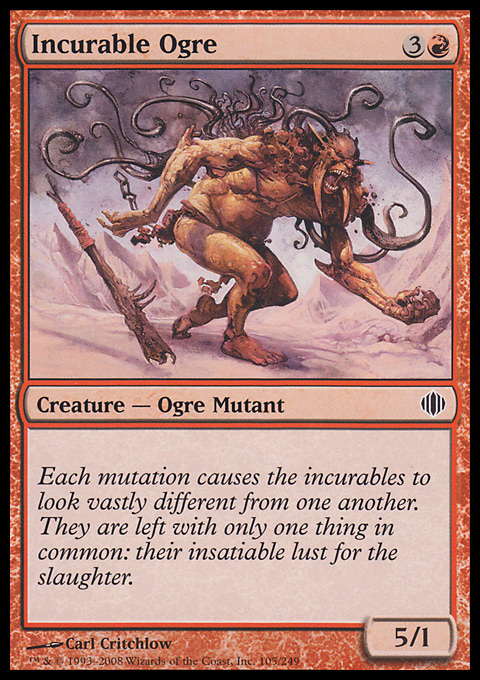 Incurable Ogre 3
Creature — Ogre Mutant
Each mutation causes the incurables to
look vastly different from one another.
They are left with only one thing in
common: their insatiable lust for the
slaughter.
5/1
Carl Critchlow
™ & © 1993–2008 Wizards of the Coast, Inc. 105/249